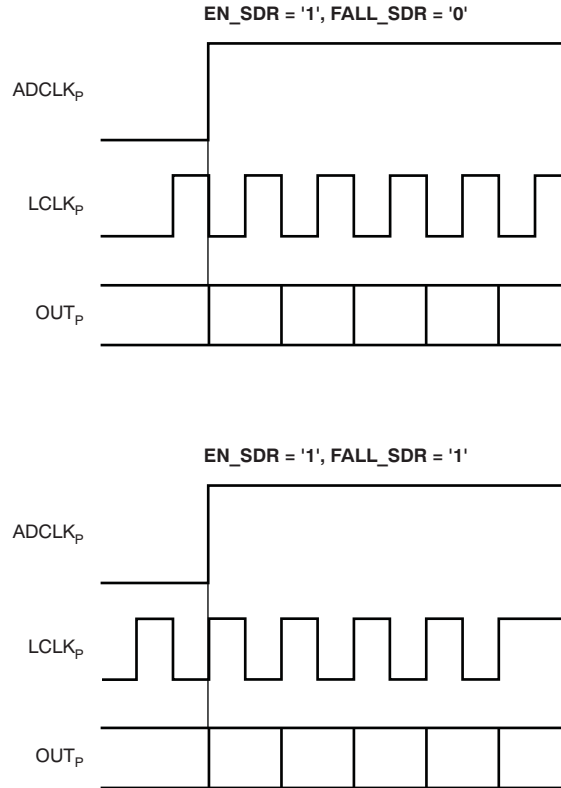 EN_SDR = '1', FALL_SDR = '0'
ADCLKP
LCLKP
OUTP
EN_SDR = '1', FALL_SDR = '1'
ADCLKP
LCLKP
OUTP